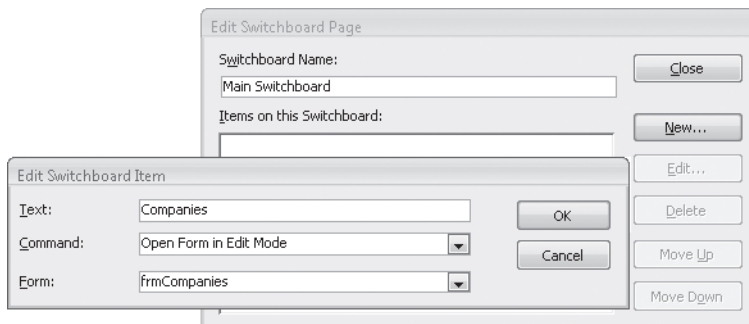 Edit Switchboard Page
Switchboard Name:
Main Switchboard
Items on this Switchboard:
Close
New...
Edit...
Delete
Move Up
Move Down
Edit Switchboard Item
Text:
Companies
Command:
Open Form in Edit Mode
Form:
frmCompanies
OK
Cancel